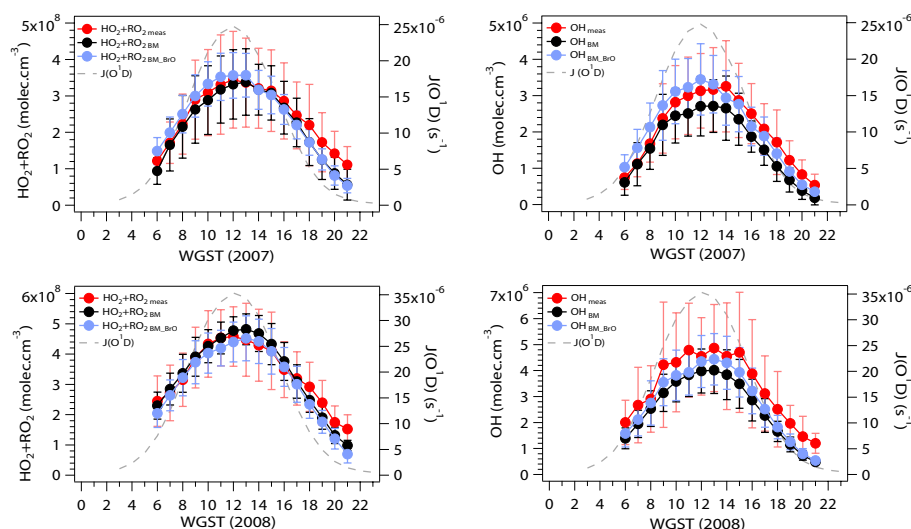 5x10⁸
4
3
2
1
0
HO₂+RO₂ (molec.cm⁻³)
HO₂+RO₂ meas
HO₂+RO₂ BM
HO₂+RO₂ BM_BrO
J(O¹D)
25x10⁻⁶
20
15
10
5
0
J(O¹D) (s⁻¹)
0 2 4 6 8 10 12 14 16 18 20 22
WGST (2007)
5x10⁶
4
3
2
1
0
OH (molec.cm⁻³)
OH meas
OH BM
OH BM_BrO
J (O¹D)
25x10⁻⁶
20
15
10
5
0
J(O¹D) (s⁻¹)
0 2 4 6 8 10 12 14 16 18 20 22
WGST (2007)
6x10⁸
5
4
3
2
1
0
HO₂+RO₂ (molec.cm⁻³)
HO₂+RO₂ meas
HO₂+RO₂ BM
HO₂+RO₂ BM_BrO
J(O¹D)
35x10⁻⁶
30
25
20
15
10
5
0
J(O¹D) (s⁻¹)
0 2 4 6 8 10 12 14 16 18 20 22
WGST (2008)
7x10⁶
6
5
4
3
2
1
0
OH (molec.cm⁻³)
OH meas
OH BM
OH BM_BrO
J(O¹D)
35x10⁻⁶
30
25
20
15
10
5
0
J(O¹D) (s⁻¹)
0 2 4 6 8 10 12 14 16 18 20 22
WGST (2008)